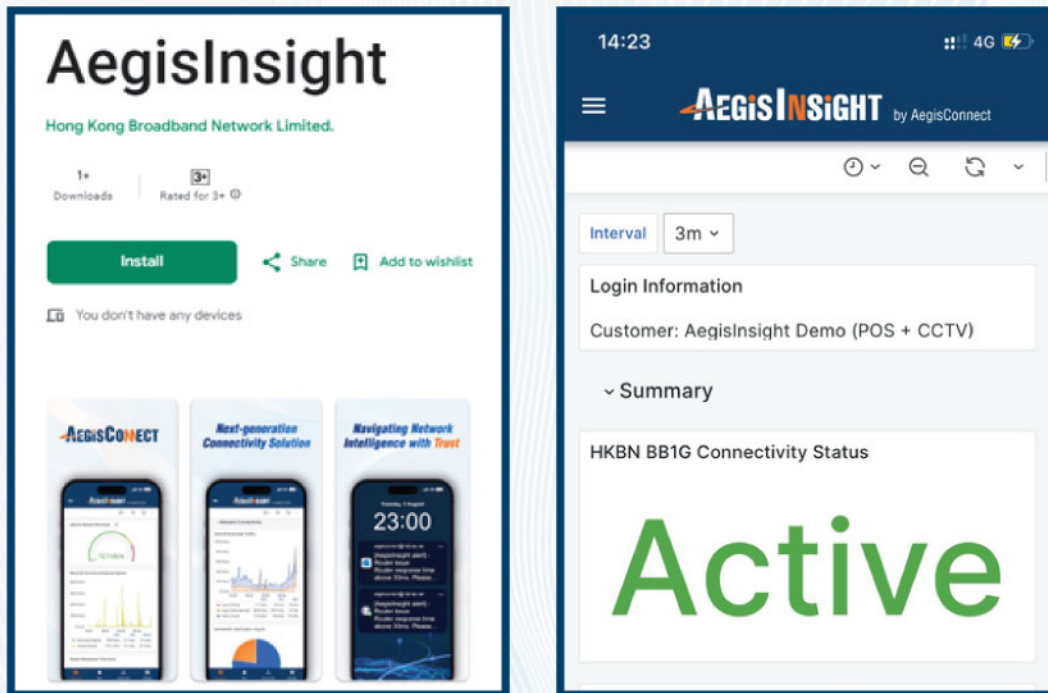 AegisInsight
Hong Kong Broadband Network Limited.
1+
Downloads
3+
Rated for 3+
Install
Share
Add to wishlist
You don't have any devices
AEGISCONNECT
Next-generation
Connectivity Solution
Navigating Network
Intelligence with Trust
23:00
14:23
4G
AEGISINSIGHT by AegisConnect
Interval
3m
Login Information
Customer: AegisInsight Demo (POS + CCTV)
Summary
HKBN BB1G Connectivity Status
Active